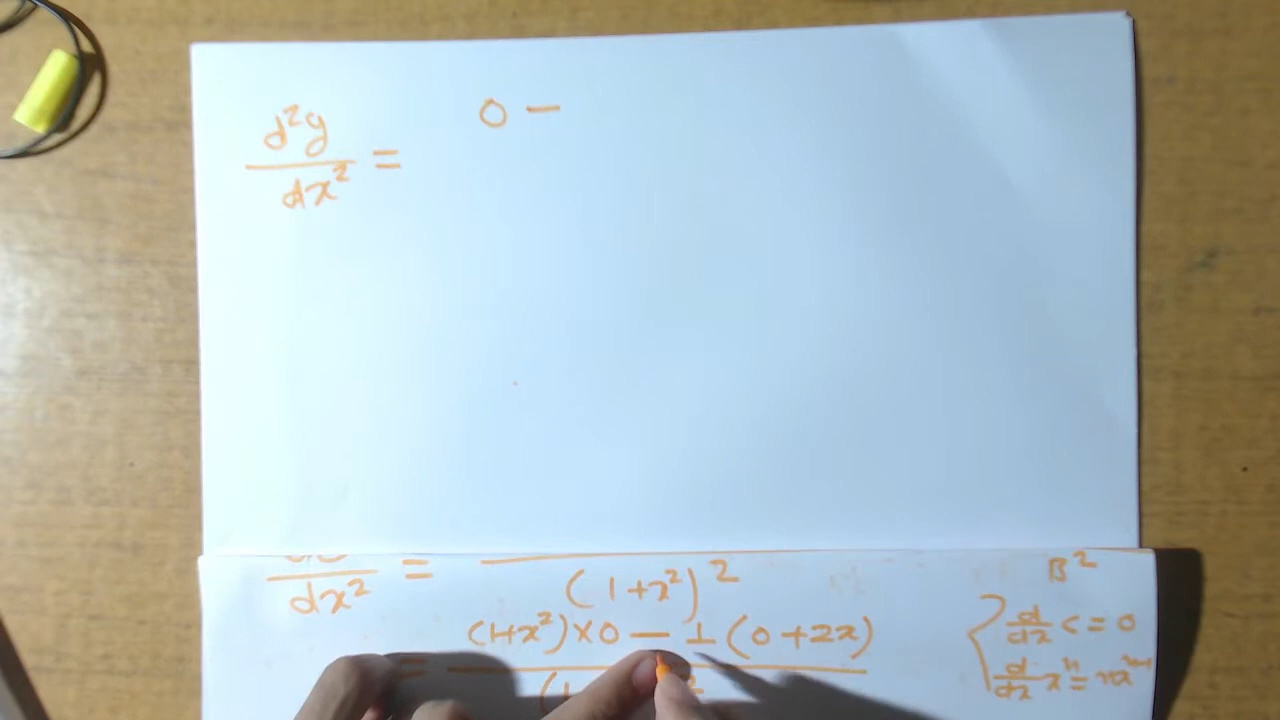 d²y/dx² = 0 —
/dx² = /(1+x²)²
B²
= (1+x²)×0 — 1(0+2x)/(1
d/dx c = 0
d/dx xⁿ = nxⁿ⁻¹